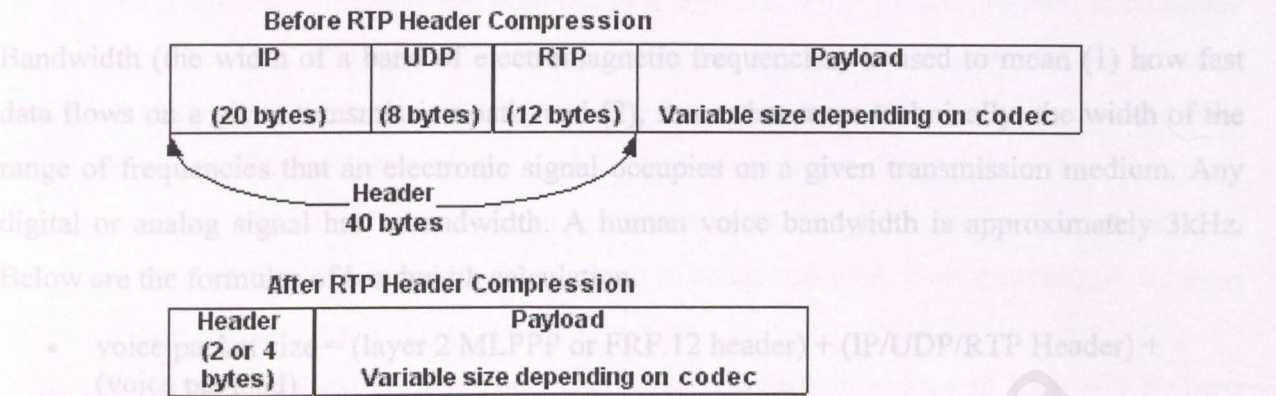 Before RTP Header Compression
IP UDP RTP Payload
(20 bytes) (8 bytes) (12 bytes) Variable size depending on codec
Header
40 bytes
After RTP Header Compression
Header
(2 or 4
bytes)
Payload
Variable size depending on codec
Bandwidth (the width of a band of electromagnetic frequencies) is used to mean (1) how fast
data flows on a given transmission path, and (2), technically, the width of the
range of frequencies that an electronic signal occupies on a given transmission medium. Any
digital or analog signal has a bandwidth. A human voice bandwidth is approximately 3kHz.
Below are the formulas of bandwidth calculation
• voice packet size = (layer 2 MLPPP or FRF.12 header) + (IP/UDP/RTP Header) +
(voice payload)